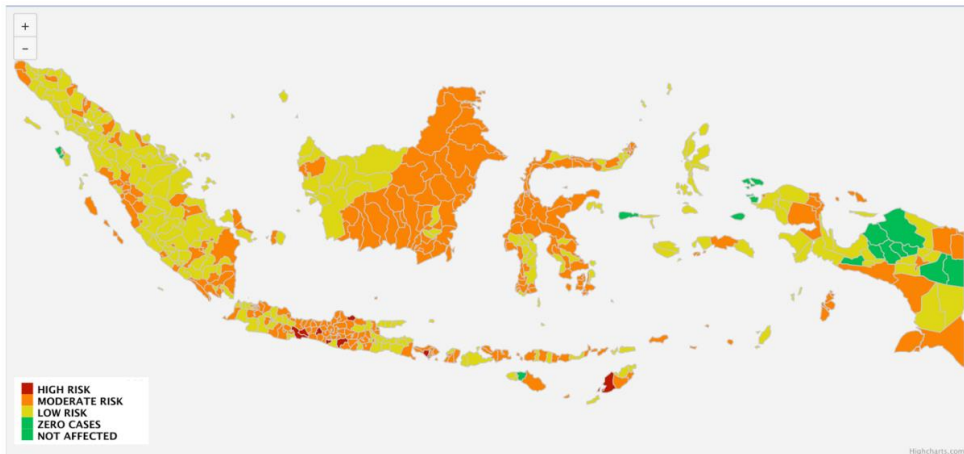 +
−
HIGH RISK
MODERATE RISK
LOW RISK
ZERO CASES
NOT AFFECTED
Highcharts.com